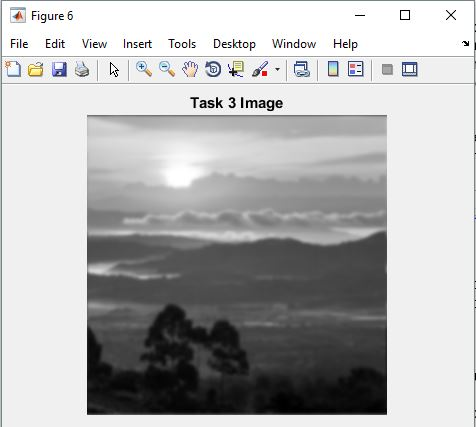 Figure 6
File Edit View Insert Tools Desktop Window Help
Task 3 Image